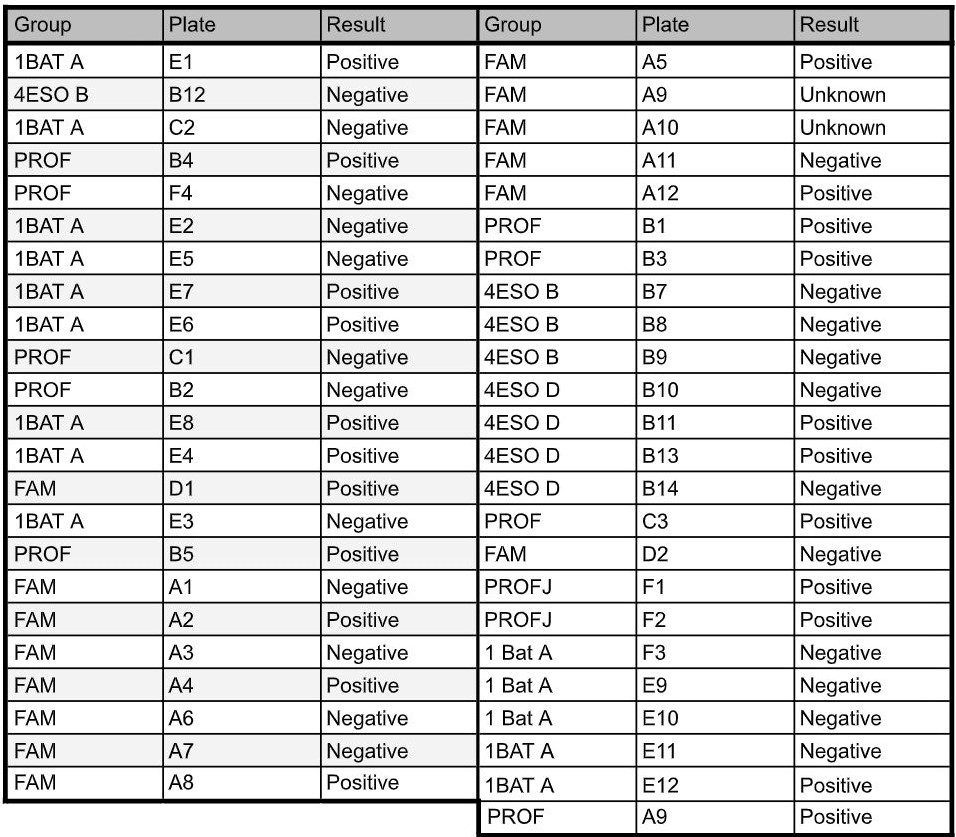 Group Plate Result Group Plate Result
1BAT A E1 Positive FAM A5 Positive
4ESO B B12 Negative FAM A9 Unknown
1BAT A C2 Negative FAM A10 Unknown
PROF B4 Positive FAM A11 Negative
PROF F4 Negative FAM A12 Positive
1BAT A E2 Negative PROF B1 Positive
1BAT A E5 Negative PROF B3 Positive
1BAT A E7 Positive 4ESO B B7 Negative
1BAT A E6 Positive 4ESO B B8 Negative
PROF C1 Negative 4ESO B B9 Negative
PROF B2 Negative 4ESO D B10 Negative
1BAT A E8 Positive 4ESO D B11 Positive
1BAT A E4 Positive 4ESO D B13 Positive
FAM D1 Positive 4ESO D B14 Negative
1BAT A E3 Negative PROF C3 Positive
PROF B5 Positive FAM D2 Negative
FAM A1 Negative PROFJ F1 Positive
FAM A2 Positive PROFJ F2 Positive
FAM A3 Negative 1 Bat A F3 Negative
FAM A4 Positive 1 Bat A E9 Negative
FAM A6 Negative 1 Bat A E10 Negative
FAM A7 Negative 1BAT A E11 Negative
FAM A8 Positive 1BAT A E12 Positive
PROF A9 Positive